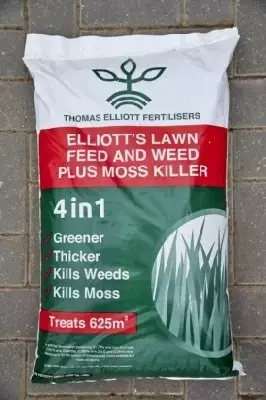 THOMAS ELLIOTT FERTILISERS
ELLIOTT'S LAWN
FEED AND WEED
PLUS MOSS KILLER
4in1
Greener
Thicker
Kills Weeds
Kills Moss
Treats 625m²